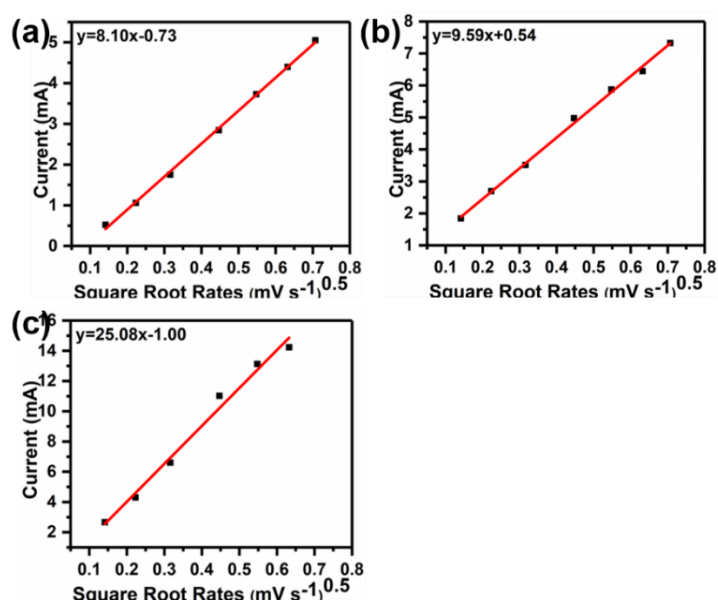 (a)
y=8.10x-0.73
5
4
3
2
1
0
Current (mA)
0.1 0.2 0.3 0.4 0.5 0.6 0.7 0.8
Square Root Rates (mV s-1)0.5
(b)
y=9.59x+0.54
8
7
6
5
4
3
2
1
Current (mA)
0.1 0.2 0.3 0.4 0.5 0.6 0.7 0.8
Square Root Rates (mV s-1)0.5
(c)
y=25.08x-1.00
16
14
12
10
8
6
4
2
Current (mA)
0.1 0.2 0.3 0.4 0.5 0.6 0.7 0.8
Square Root Rates (mV s-1)0.5